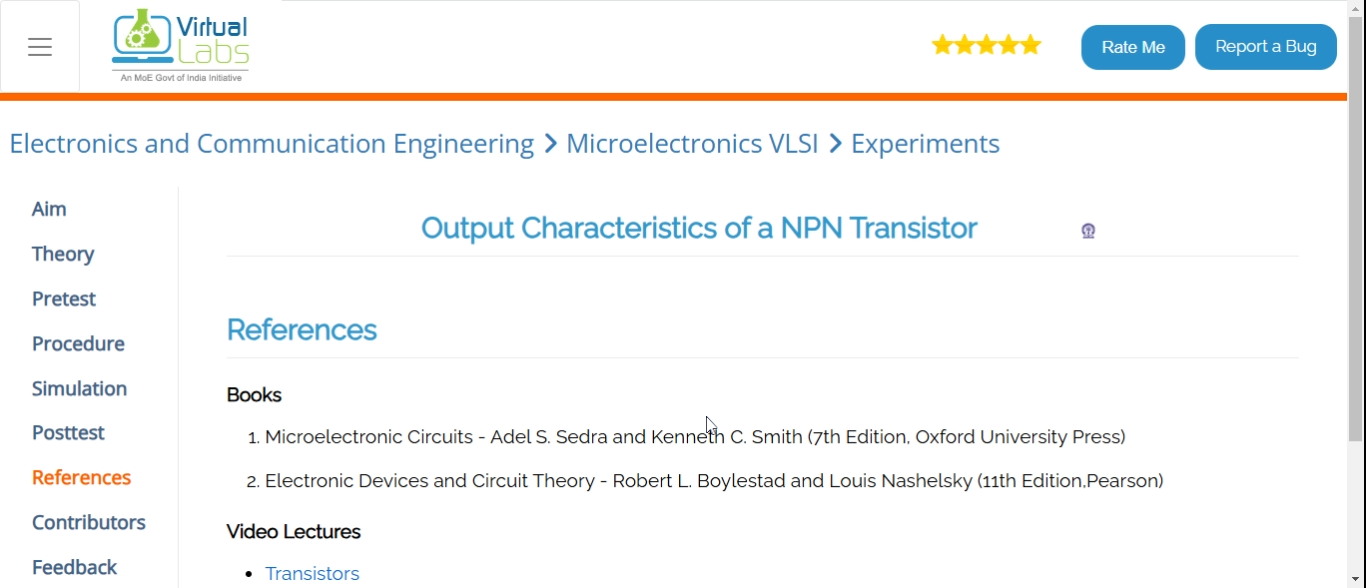 Virtual
Labs
An MoE Govt of India Initiative
Rate Me
Report a Bug
Electronics and Communication Engineering > Microelectronics VLSI > Experiments
Aim
Theory
Pretest
Procedure
Simulation
Posttest
References
Contributors
Feedback
Output Characteristics of a NPN Transistor
References
Books
1. Microelectronic Circuits - Adel S. Sedra and Kenneth C. Smith (7th Edition, Oxford University Press)
2. Electronic Devices and Circuit Theory - Robert L. Boylestad and Louis Nashelsky (11th Edition,Pearson)
Video Lectures
• Transistors